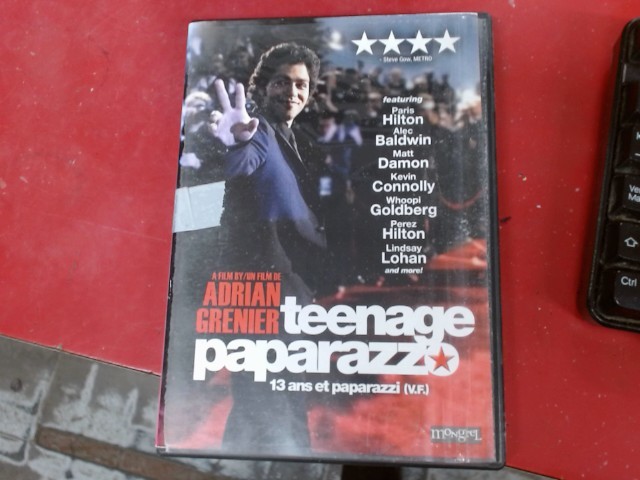 ★★★★
- Steve Gow, METRO
featuring
Paris
Hilton
Alec
Baldwin
Matt
Damon
Kevin
Connolly
Whoopi
Goldberg
Perez
Hilton
Lindsay
Lohan
and more!
A FILM BY/UN FILM DE
ADRIAN
GRENIER
teenage
paparazzo
13 ans et paparazzi (V.F.)
MONGREL
Ctrl